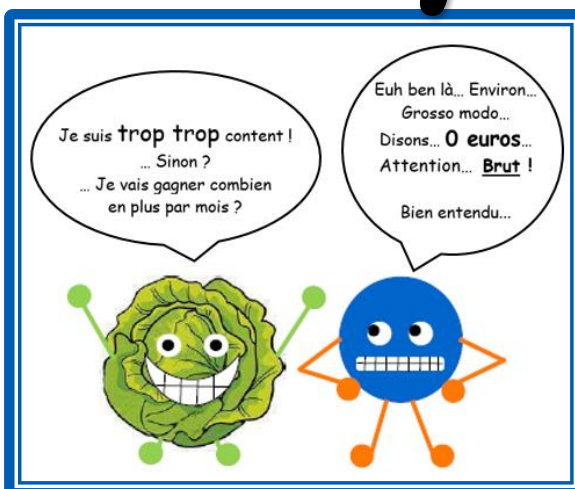 Je suis trop trop content !
... Sinon ?
... Je vais gagner combien
en plus par mois ?
Euh ben là... Environ...
Grosso modo...
Disons... 0 euros...
Attention... Brut !
Bien entendu...